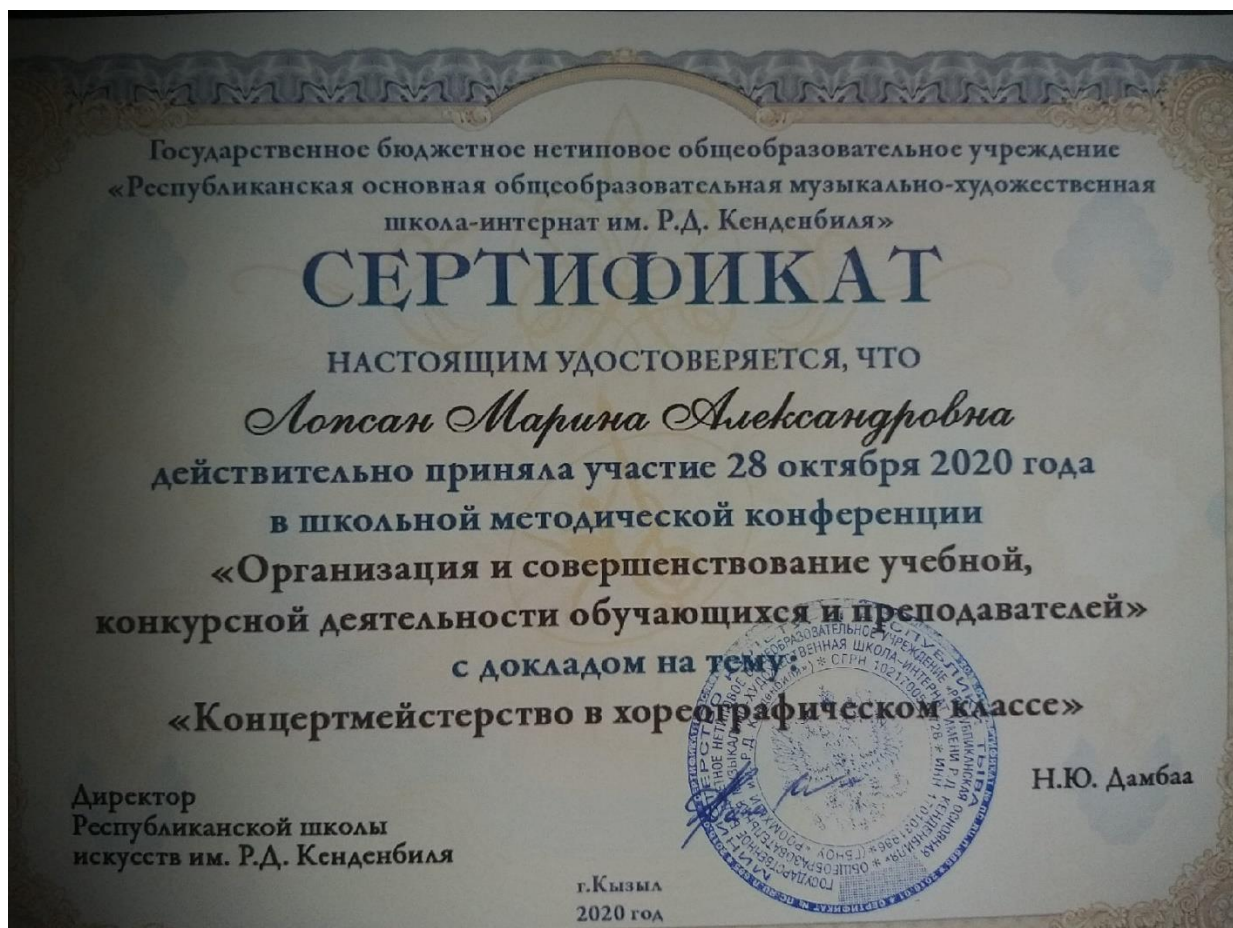 Государственное бюджетное нетиповое общеобразовательное учреждение
«Республиканская основная общеобразовательная музыкально-художественная
школа-интернат им. Р.Д. Кенденбиля»
СЕРТИФИКАТ
НАСТОЯЩИМ УДОСТОВЕРЯЕТСЯ, ЧТО
Лопсан Марина Александровна
действительно приняла участие 28 октября 2020 года
в школьной методической конференции
«Организация и совершенствование учебной,
конкурсной деятельности обучающихся и преподавателей»
с докладом на тему:
«Концертмейстерство в хореографическом классе»
Директор
Республиканской школы
искусств им. Р.Д. Кенденбиля
Н.Ю. Дамбаа
г.Кызыл
2020 год